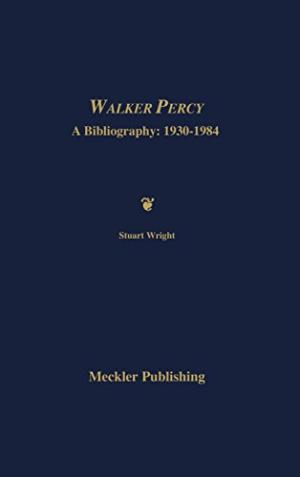 WALKER PERCY
A Bibliography: 1930-1984
Stuart Wright
Meckler Publishing